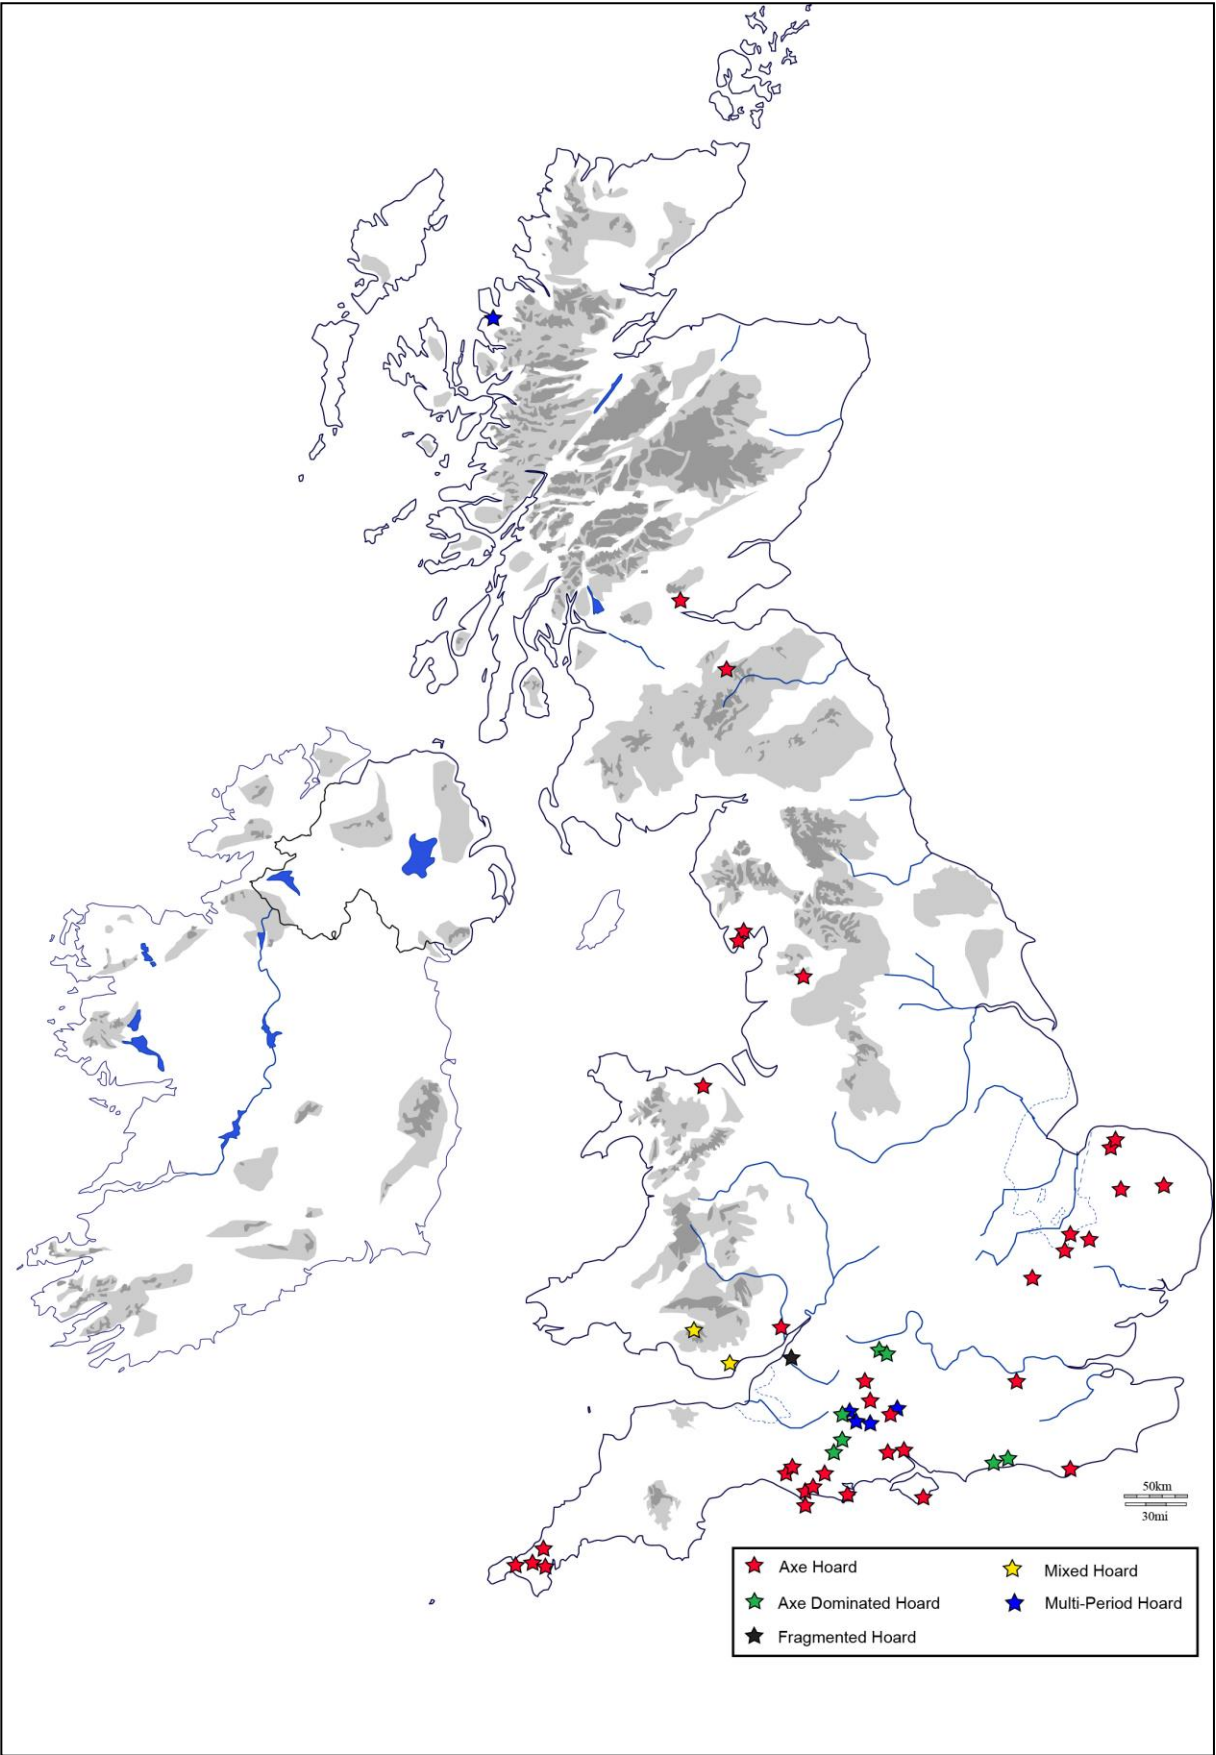 50km
30mi
Axe Hoard
Mixed Hoard
Axe Dominated Hoard
Multi-Period Hoard
Fragmented Hoard